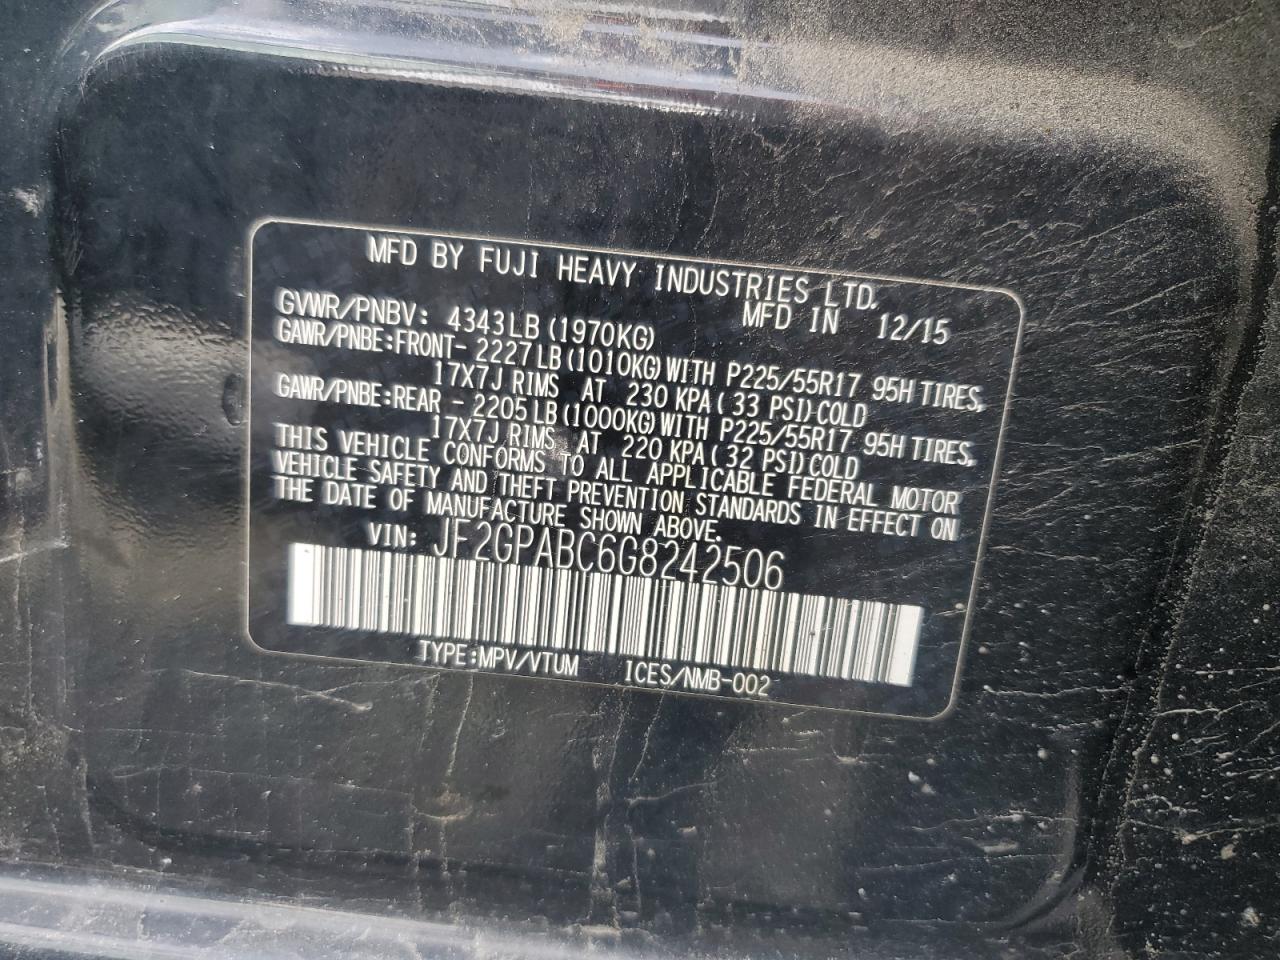 MFD BY FUJI HEAVY INDUSTRIES LTD.
MFD IN 12/15
GVWR/PNBV: 4343LB(1970KG)
GAWR/PNBE:FRONT- 2227LB(1010KG)WITH P225/55R17 95H TIRES,
17X7J RIMS AT 230 KPA( 33 PSI)COLD
GAWR/PNBE:REAR - 2205LB(1000KG)WITH P225/55R17 95H TIRES,
17X7J RIMS AT 220 KPA( 32 PSI)COLD
THIS VEHICLE CONFORMS TO ALL APPLICABLE FEDERAL MOTOR
VEHICLE SAFETY AND THEFT PREVENTION STANDARDS IN EFFECT ON
THE DATE OF MANUFACTURE SHOWN ABOVE.
VIN: JF2GPABC6G8242506
TYPE:MPV/VTUM ICES/NMB-002